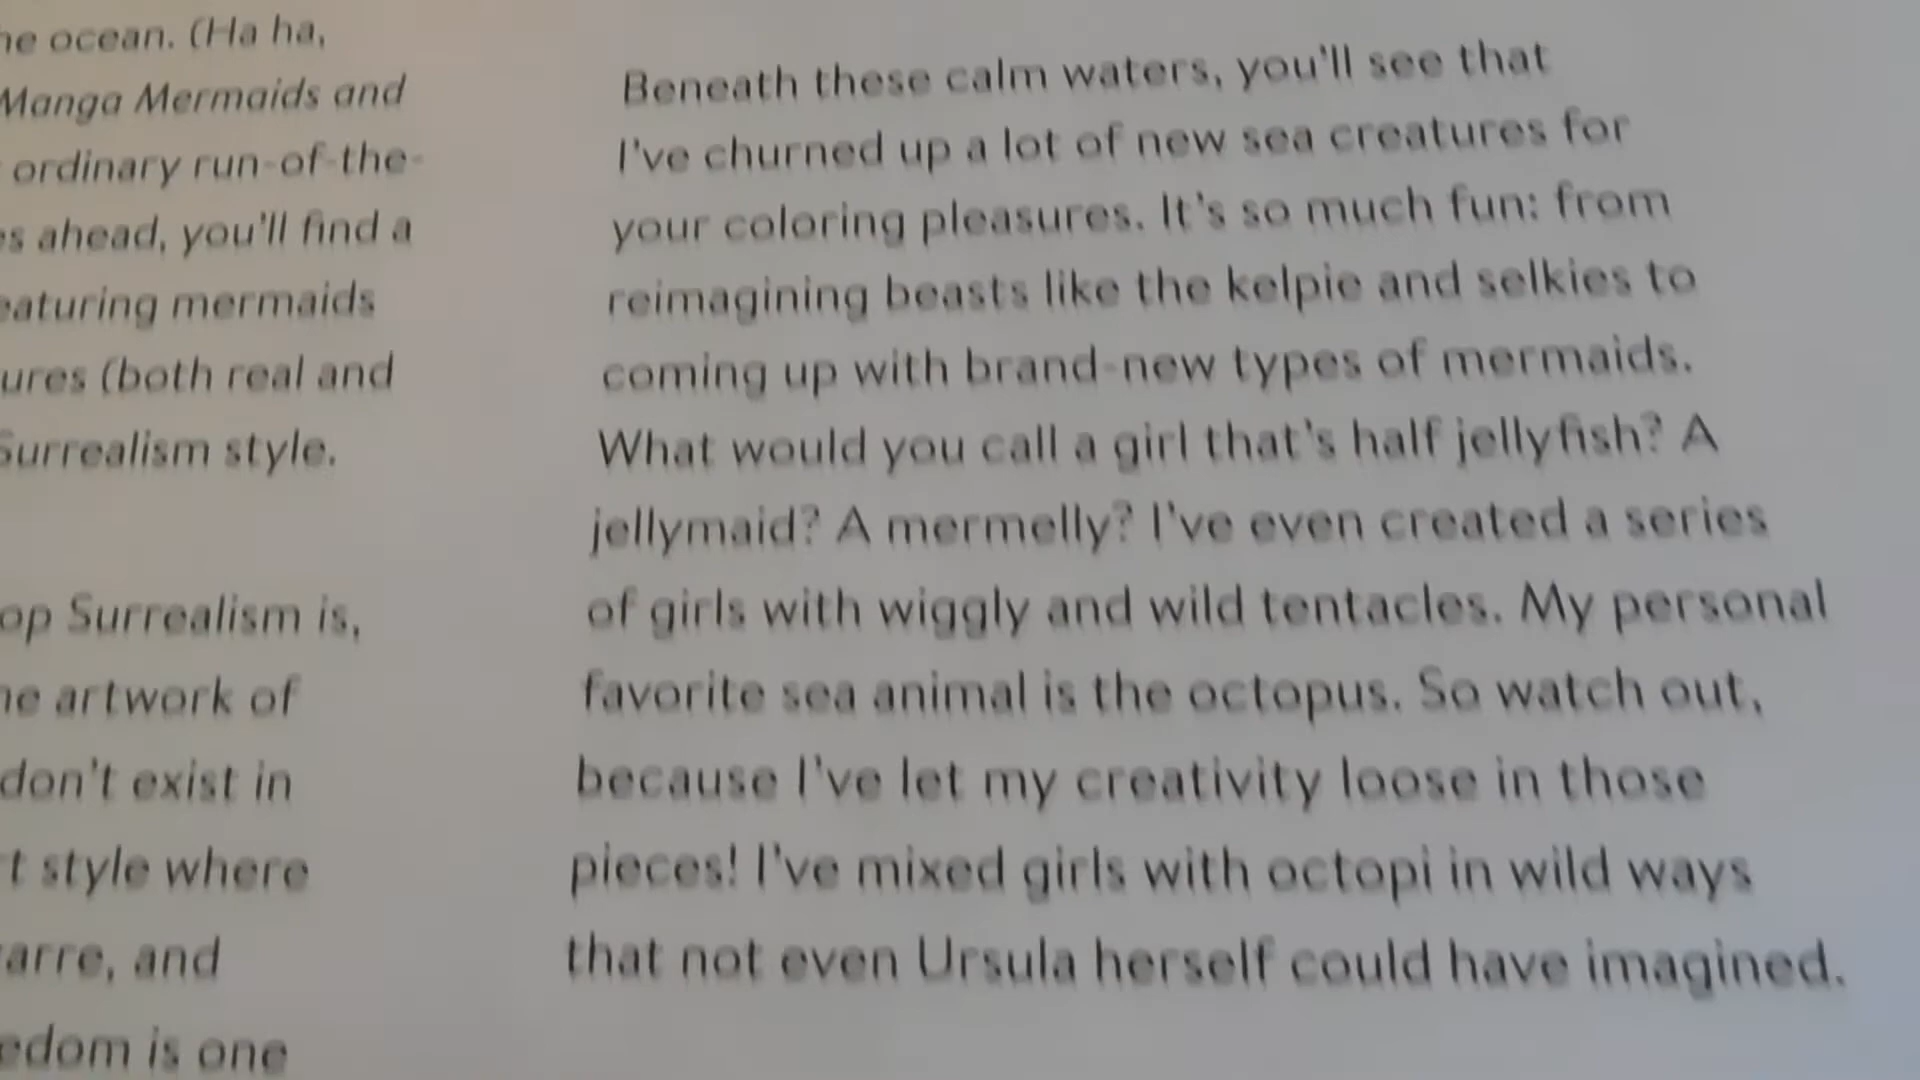 he ocean. (Ha ha,
Manga Mermaids and
ordinary run-of-the-
es ahead, you'll find a
eaturing mermaids
ures (both real and
Surrealism style.
op Surrealism is,
he artwork of
don't exist in
rt style where
arre, and
edom is one
Beneath these calm waters, you'll see that
I've churned up a lot of new sea creatures for
your coloring pleasures. It's so much fun: from
reimagining beasts like the kelpie and selkies to
coming up with brand-new types of mermaids.
What would you call a girl that's half jellyfish? A
jellymaid? A mermelly? I've even created a series
of girls with wiggly and wild tentacles. My personal
favorite sea animal is the octopus. So watch out,
because I've let my creativity loose in those
pieces! I've mixed girls with octopi in wild ways
that not even Ursula herself could have imagined.